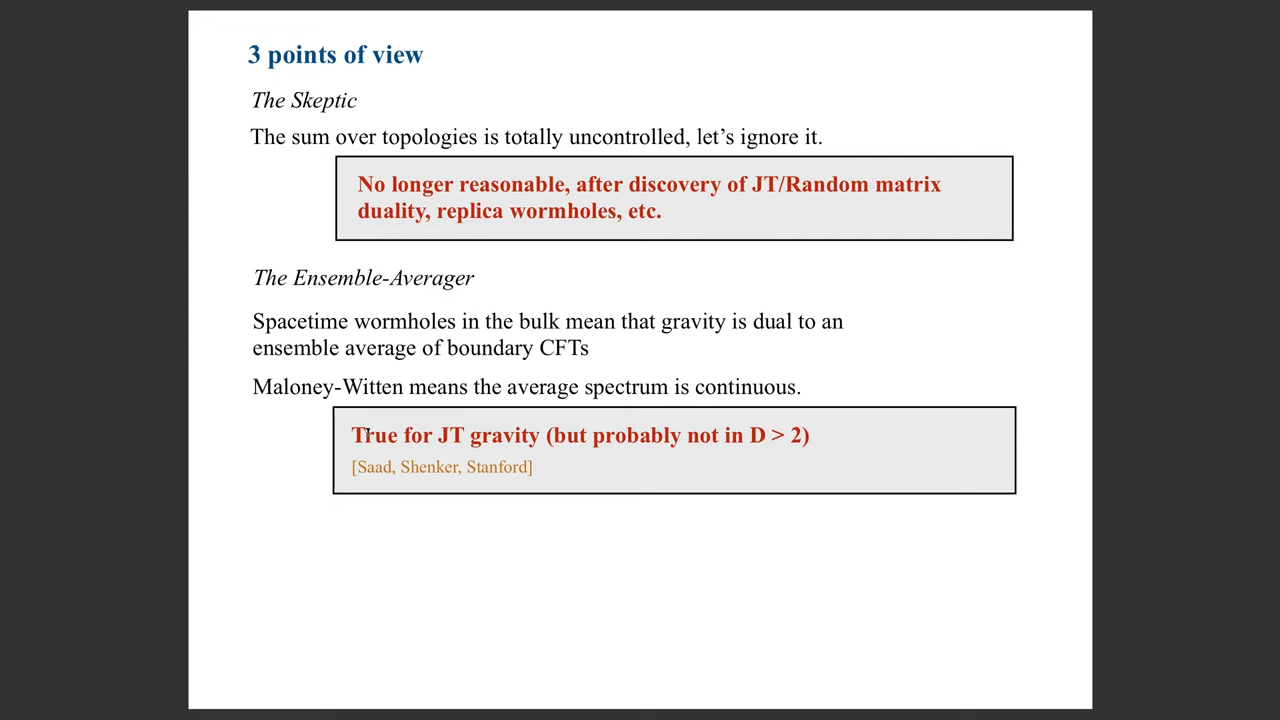 3 points of view
The Skeptic
The sum over topologies is totally uncontrolled, let’s ignore it.
No longer reasonable, after discovery of JT/Random matrix
duality, replica wormholes, etc.
The Ensemble-Averager
Spacetime wormholes in the bulk mean that gravity is dual to an
ensemble average of boundary CFTs
Maloney-Witten means the average spectrum is continuous.
True for JT gravity (but probably not in D > 2)
[Saad, Shenker, Stanford]